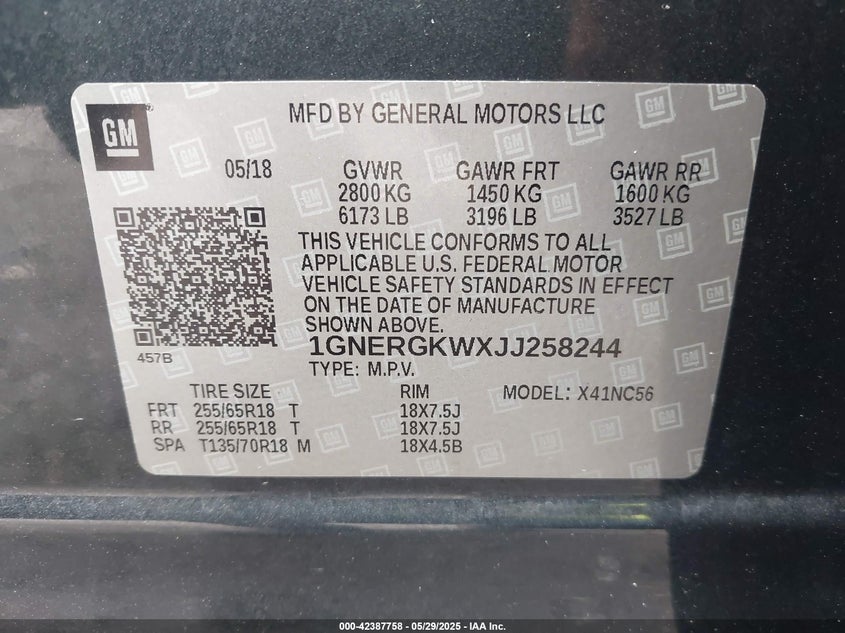 MFD BY GENERAL MOTORS LLC
GM
05/18 GVWR GAWR FRT GAWR RR
2800 KG 1450 KG 1600 KG
6173 LB 3196 LB 3527 LB
THIS VEHICLE CONFORMS TO ALL
APPLICABLE U.S. FEDERAL MOTOR
VEHICLE SAFETY STANDARDS IN EFFECT
ON THE DATE OF MANUFACTURE
SHOWN ABOVE.
457B
1GNERGKWXJJ258244
TYPE: M.P.V.
TIRE SIZE RIM MODEL: X41NC56
FRT 255/65R18 T 18X7.5J
RR 255/65R18 T 18X7.5J
SPA T135/70R18 M 18X4.5B
000-42387758 - 05/29/2025 - IAA Inc.